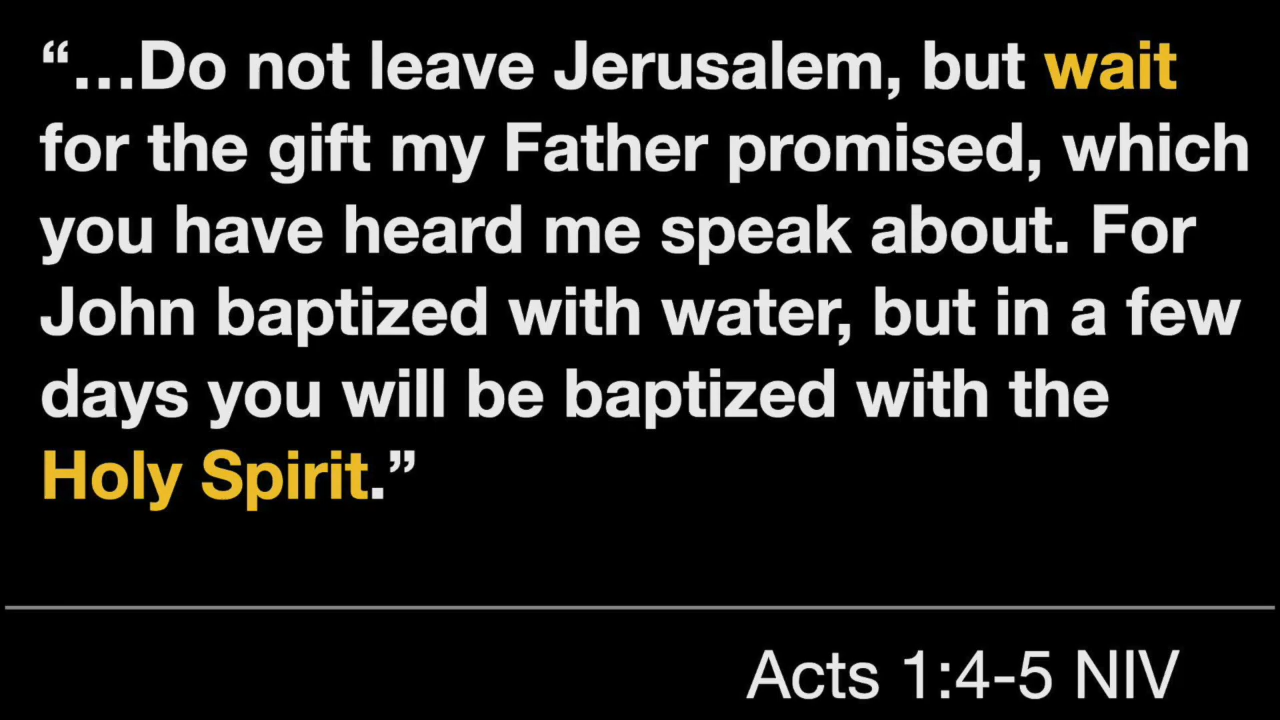 “...Do not leave Jerusalem, but wait
for the gift my Father promised, which
you have heard me speak about. For
John baptized with water, but in a few
days you will be baptized with the
Holy Spirit.”
Acts 1:4-5 NIV